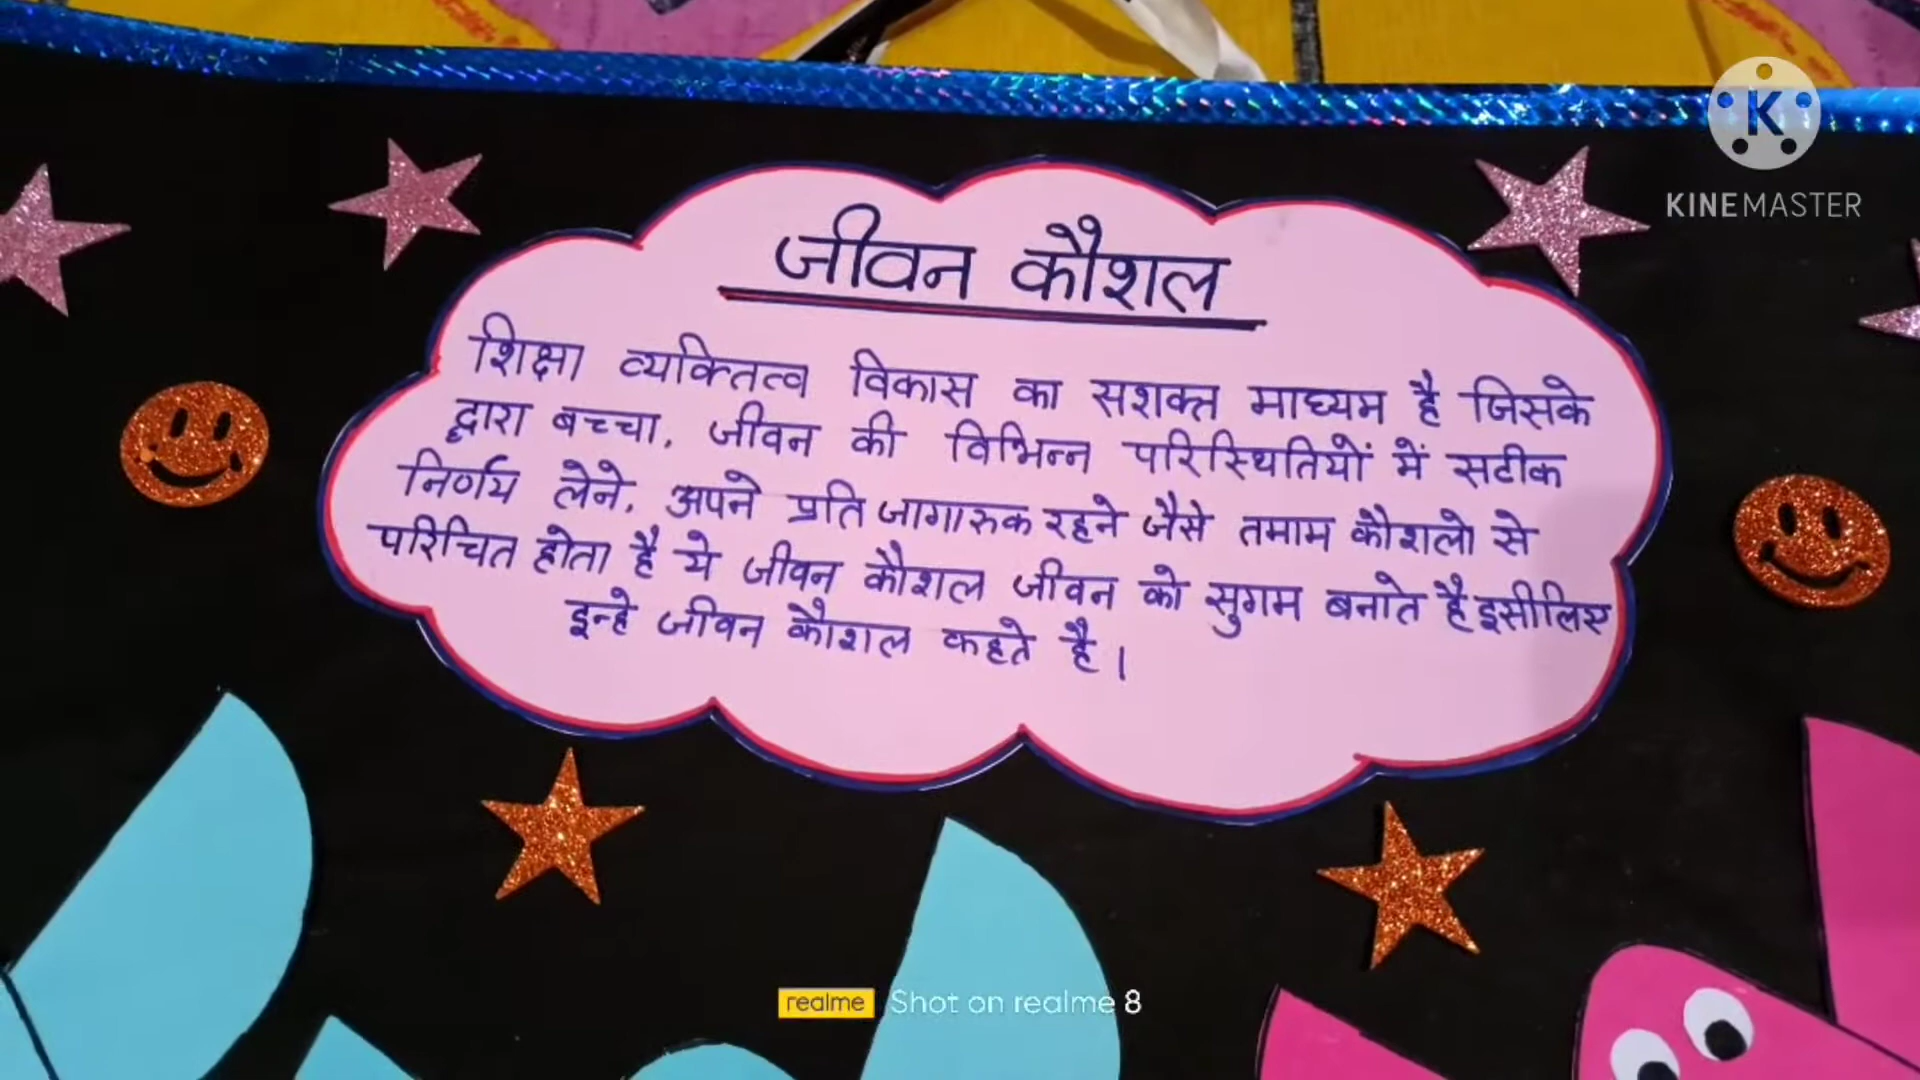 KINEMASTER
जीवन कौशल
शिक्षा व्यक्तित्व विकास का सशक्त माध्यम है जिसके
द्वारा बच्चा, जीवन की विभिन्न परिस्थितियों में सटीक
निर्णय लेने, अपने प्रति जागारुक रहने जैसे तमाम कौशलो से
परिचित होता है ये जीवन कौशल जीवन को सुगम बनाते है इसीलिए
इन्हे जीवन कौशल कहते है।
realme Shot on realme 8